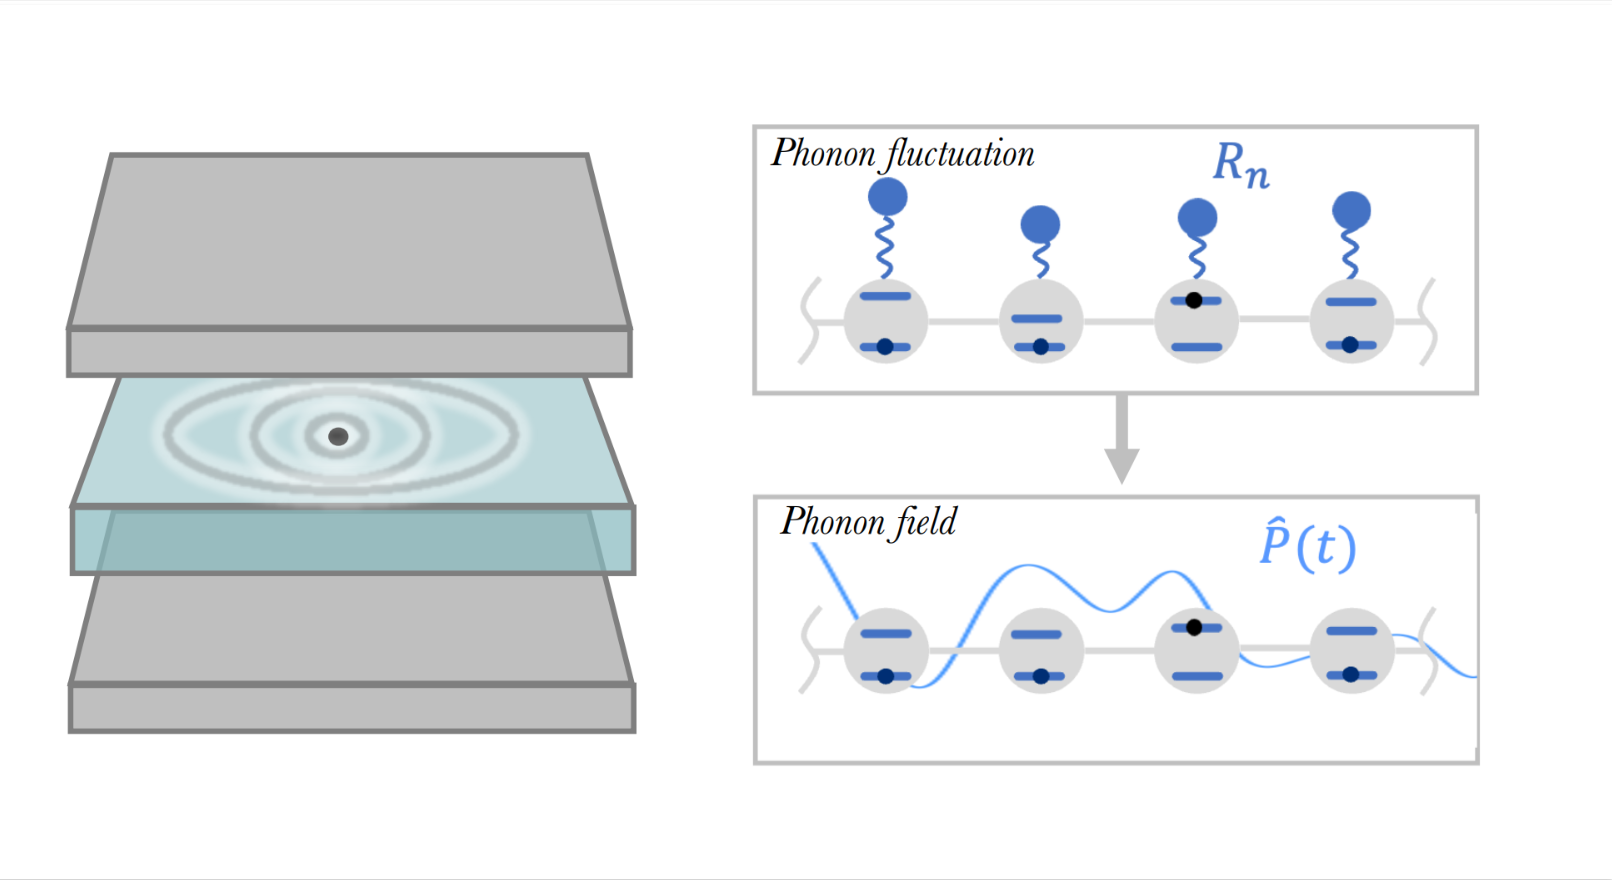 Phonon fluctuation
Rₙ
Phonon field
P̂(t)